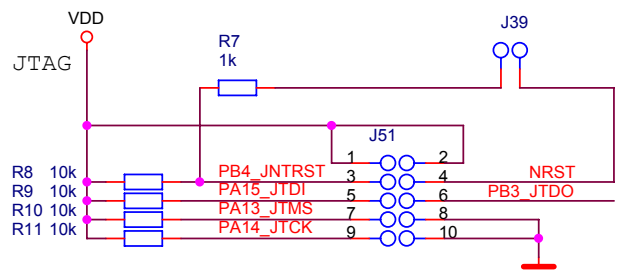 VDD
J39
R7
1k
JTAG
J51
1 2
R8 10k PB4_JNTRST 3 4 NRST
R9 10k PA15_JTDI 5 6 PB3_JTDO
R10 10k PA13_JTMS 7 8
R11 10k PA14_JTCK 9 10